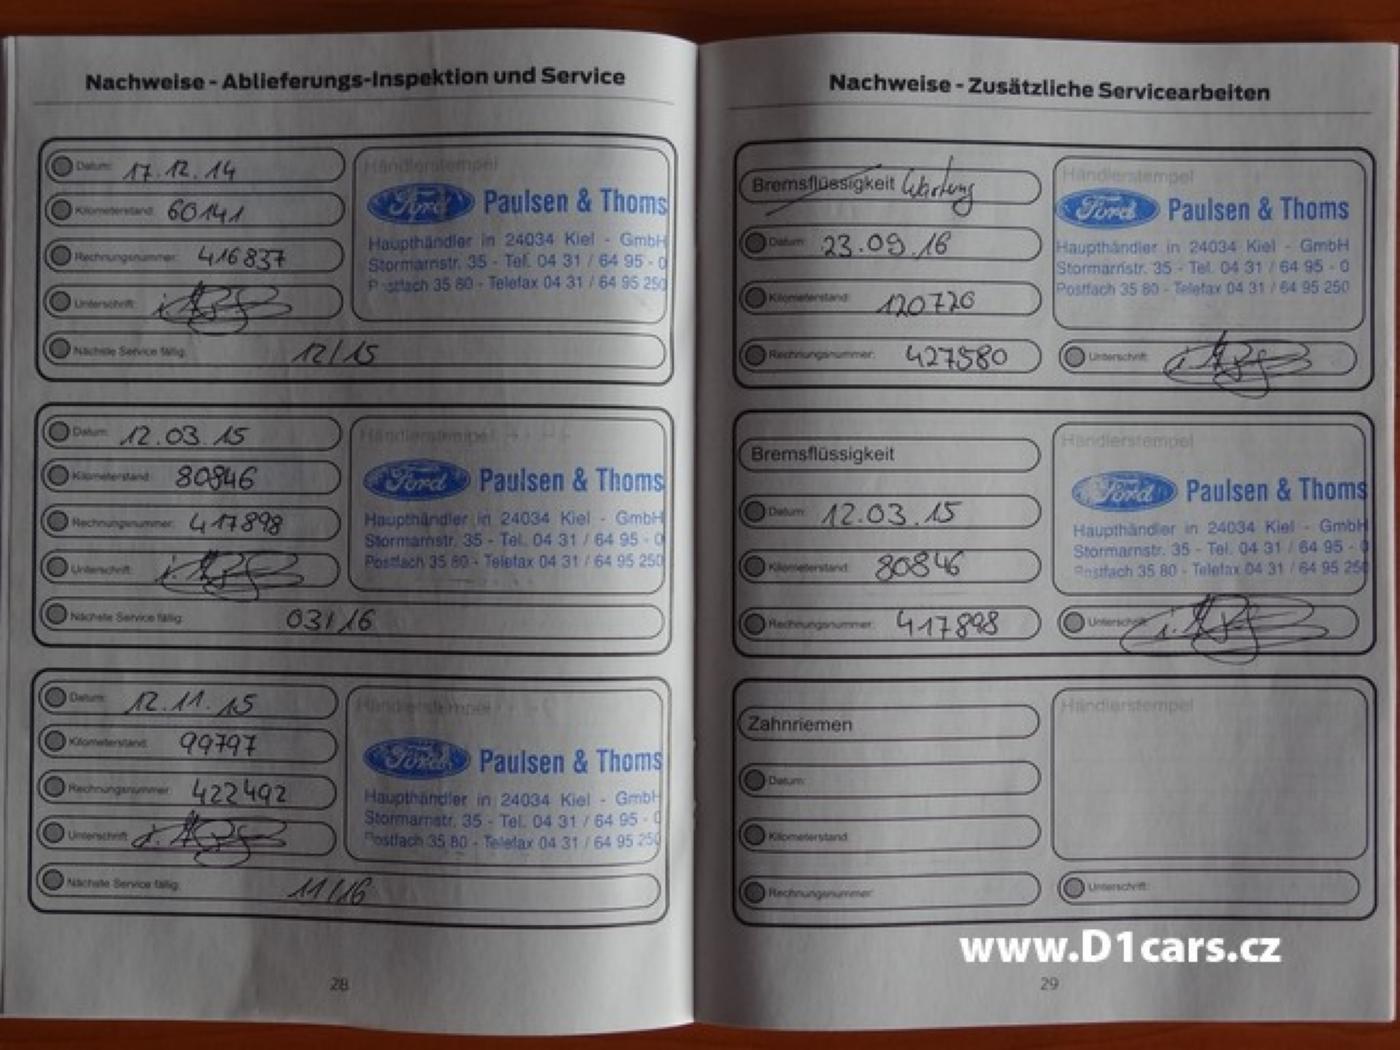 Nachweise - Ablieferungs-Inspektion und Service
Datum: 17.12.14
Kilometerstand: 60141
Rechnungsnummer: 416837
Unterschrift:
Nächste Service fällig: 12/15
Händlerstempel
Ford Paulsen & Thoms
Haupthändler in 24034 Kiel - GmbH
Stormarnstr. 35 - Tel. 04 31 / 64 95 - 0
Postfach 35 80 - Telefax 04 31 / 64 95 250
Datum: 12.03.15
Kilometerstand: 80846
Rechnungsnummer: 417898
Unterschrift:
Nächste Service fällig: 03/16
Händlerstempel
Ford Paulsen & Thoms
Haupthändler in 24034 Kiel - GmbH
Stormarnstr. 35 - Tel. 04 31 / 64 95 - 0
Postfach 35 80 - Telefax 04 31 / 64 95 250
Datum: 12.11.15
Kilometerstand: 99797
Rechnungsnummer: 422492
Unterschrift:
Nächste Service fällig: 11/16
Händlerstempel
Ford Paulsen & Thoms
Haupthändler in 24034 Kiel - GmbH
Stormarnstr. 35 - Tel. 04 31 / 64 95 - 0
Postfach 35 80 - Telefax 04 31 / 64 95 250
28
Nachweise - Zusätzliche Servicearbeiten
Bremsflüssigkeit Wartung
Datum: 23.09.16
Kilometerstand: 120720
Rechnungsnummer: 427580
Händlerstempel
Ford Paulsen & Thoms
Haupthändler in 24034 Kiel - GmbH
Stormarnstr. 35 - Tel. 04 31 / 64 95 - 0
Postfach 35 80 - Telefax 04 31 / 64 95 250
Unterschrift:
Bremsflüssigkeit
Datum: 12.03.15
Kilometerstand: 80846
Rechnungsnummer: 417898
Händlerstempel
Ford Paulsen & Thoms
Haupthändler in 24034 Kiel - GmbH
Stormarnstr. 35 - Tel. 04 31 / 64 95 - 0
Postfach 35 80 - Telefax 04 31 / 64 95 250
Unterschrift:
Zahnriemen
Datum:
Kilometerstand:
Rechnungsnummer:
Händlerstempel
Unterschrift:
www.D1cars.cz
29